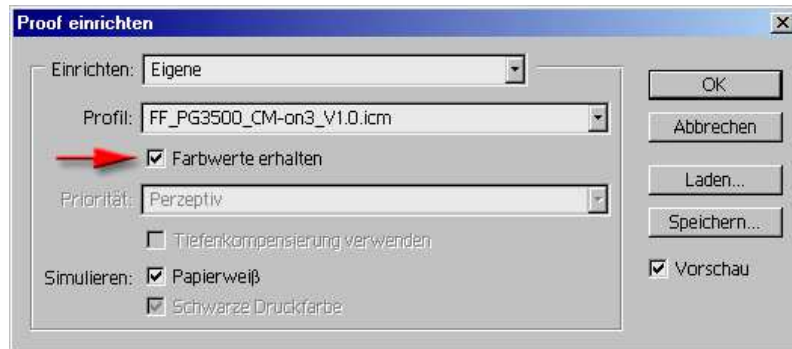 Proof einrichten
Einrichten: Eigene
Profil: FF_PG3500_CM-on3_V1.0.icm
Farbwerte erhalten
Priorität: Perzeptiv
Tiefenkompensierung verwenden
Simulieren: Papierweiß
Schwarze Druckfarbe
OK
Abbrechen
Laden...
Speichern...
Vorschau